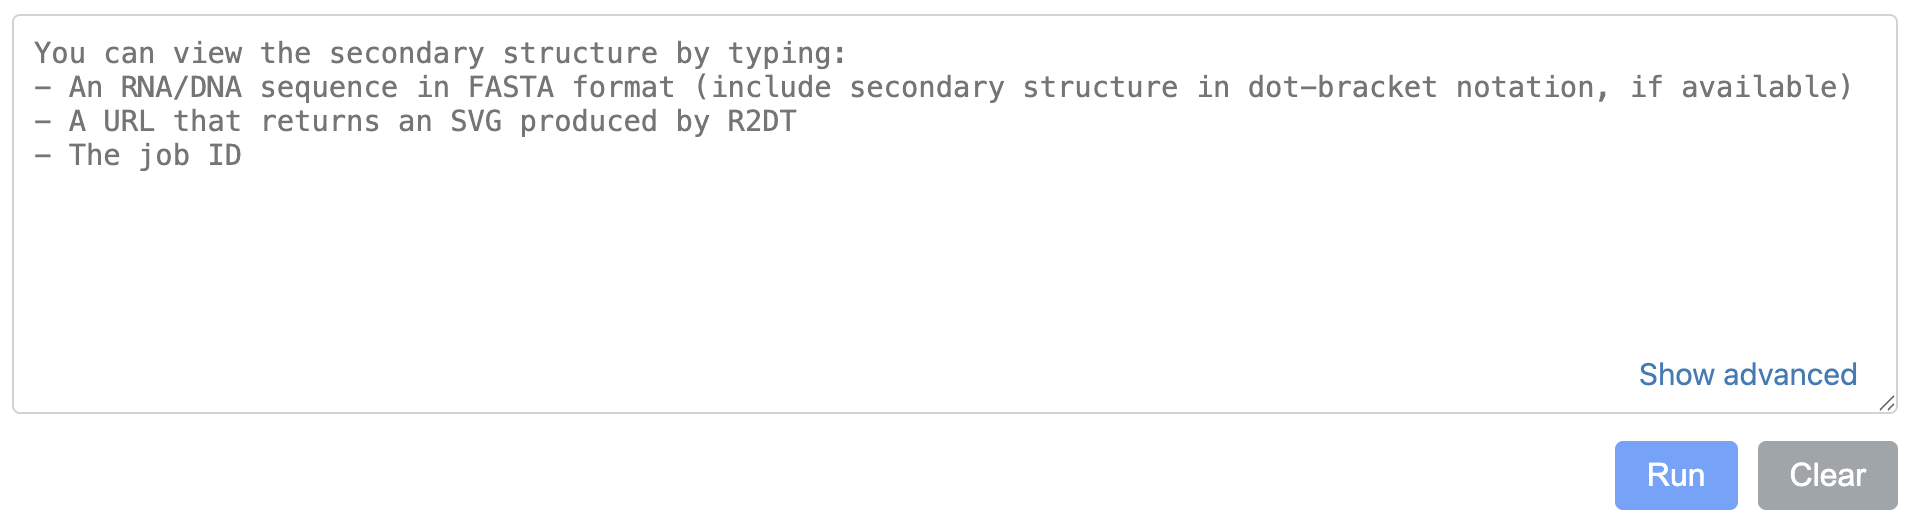 You can view the secondary structure by typing:
– An RNA/DNA sequence in FASTA format (include secondary structure in dot–bracket notation, if available)
– A URL that returns an SVG produced by R2DT
– The job ID
Show advanced
Run
Clear